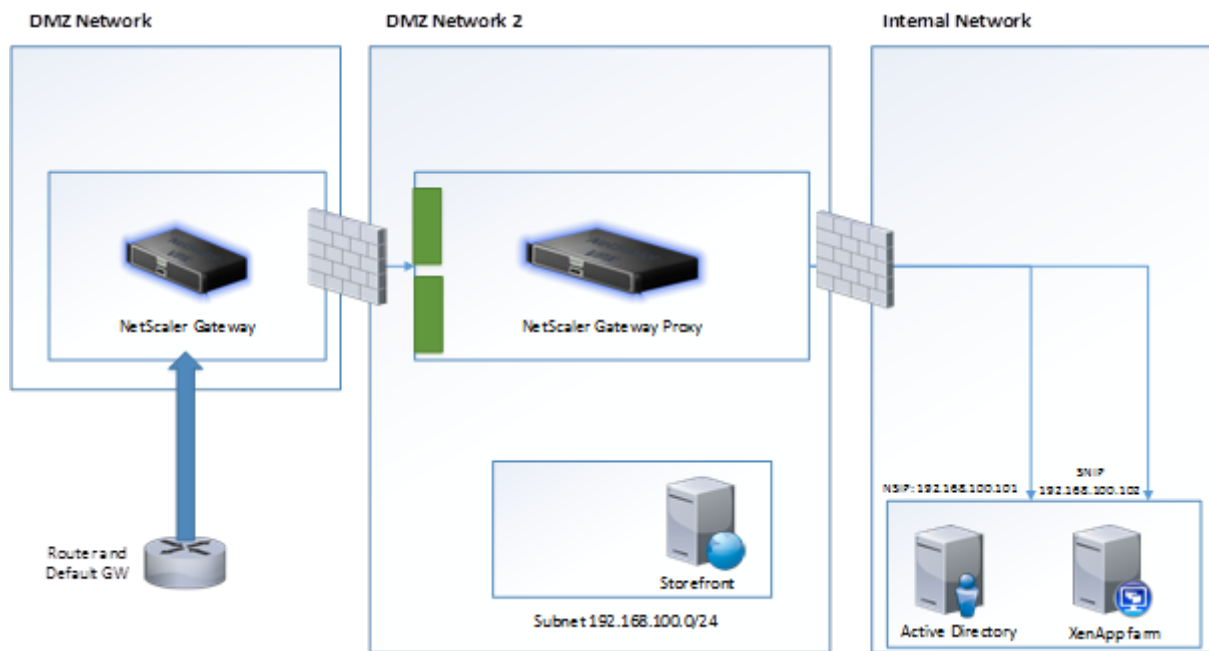 DMZ Network
DMZ Network 2
Internal Network
NetScaler Gateway
NetScaler Gateway Proxy
NSIP: 192.168.100.101
SNIP
192.168.100.102
Router and
Default GW
Storefront
Subnet 192.168.100.0/24
Active Directory
XenApp farm